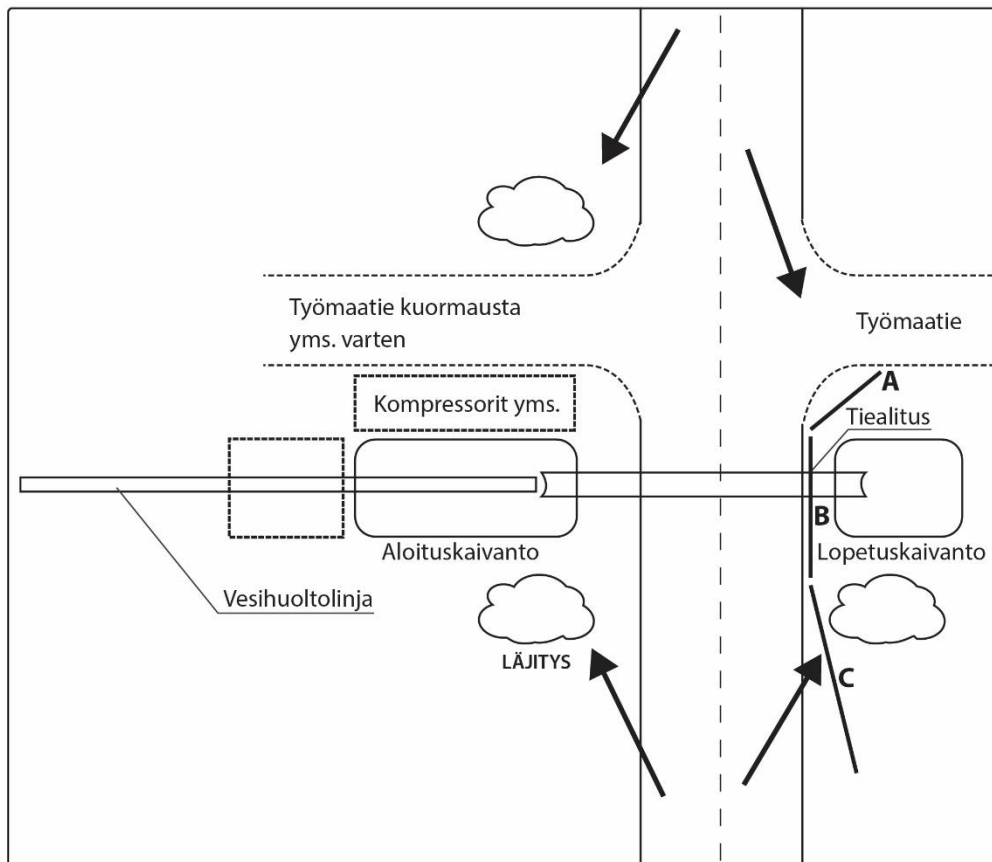 Työmaatie kuormausta
yms. varten
Työmaatie
Kompressorit yms.
A
Tiealitus
B
Aloituskaivanto
Lopetuskaivanto
Vesihuoltolinja
LÄJITYS
C